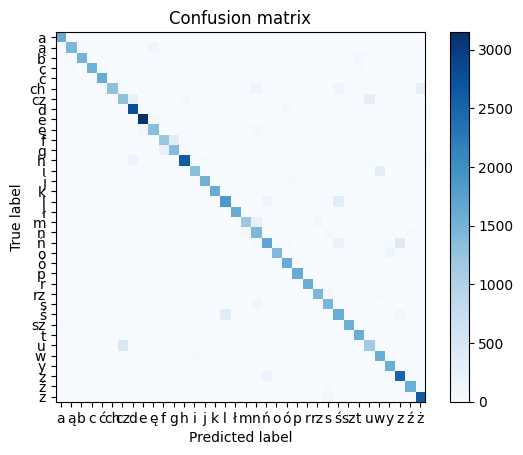 Confusion matrix
True label
a
ą
b
c
ć
ch
cz
d
e
ę
f
g
h
i
j
k
l
ł
m
n
ń
o
ó
p
r
rz
s
ś
sz
t
u
w
y
z
ź
ż
a ą b c ć ch cz d e ę f g h i j k l ł m n ń o ó p r rz s ś sz t u w y z ź ż
Predicted label
3000
2500
2000
1500
1000
500
0